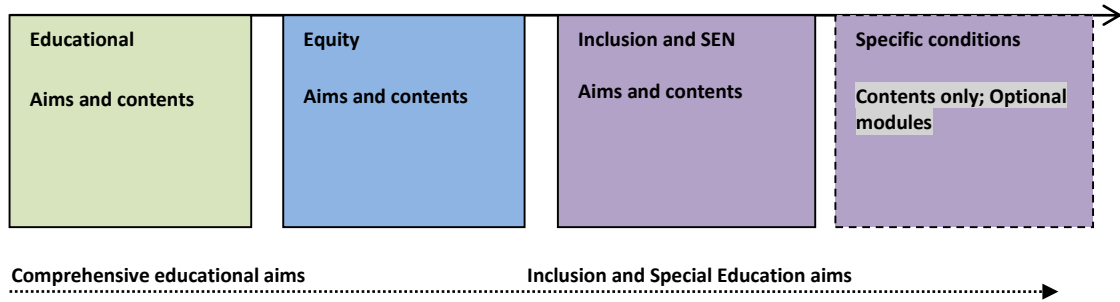 Educational
Aims and contents
Equity
Aims and contents
Inclusion and SEN
Aims and contents
Specific conditions
Contents only; Optional
modules
Comprehensive educational aims
Inclusion and Special Education aims